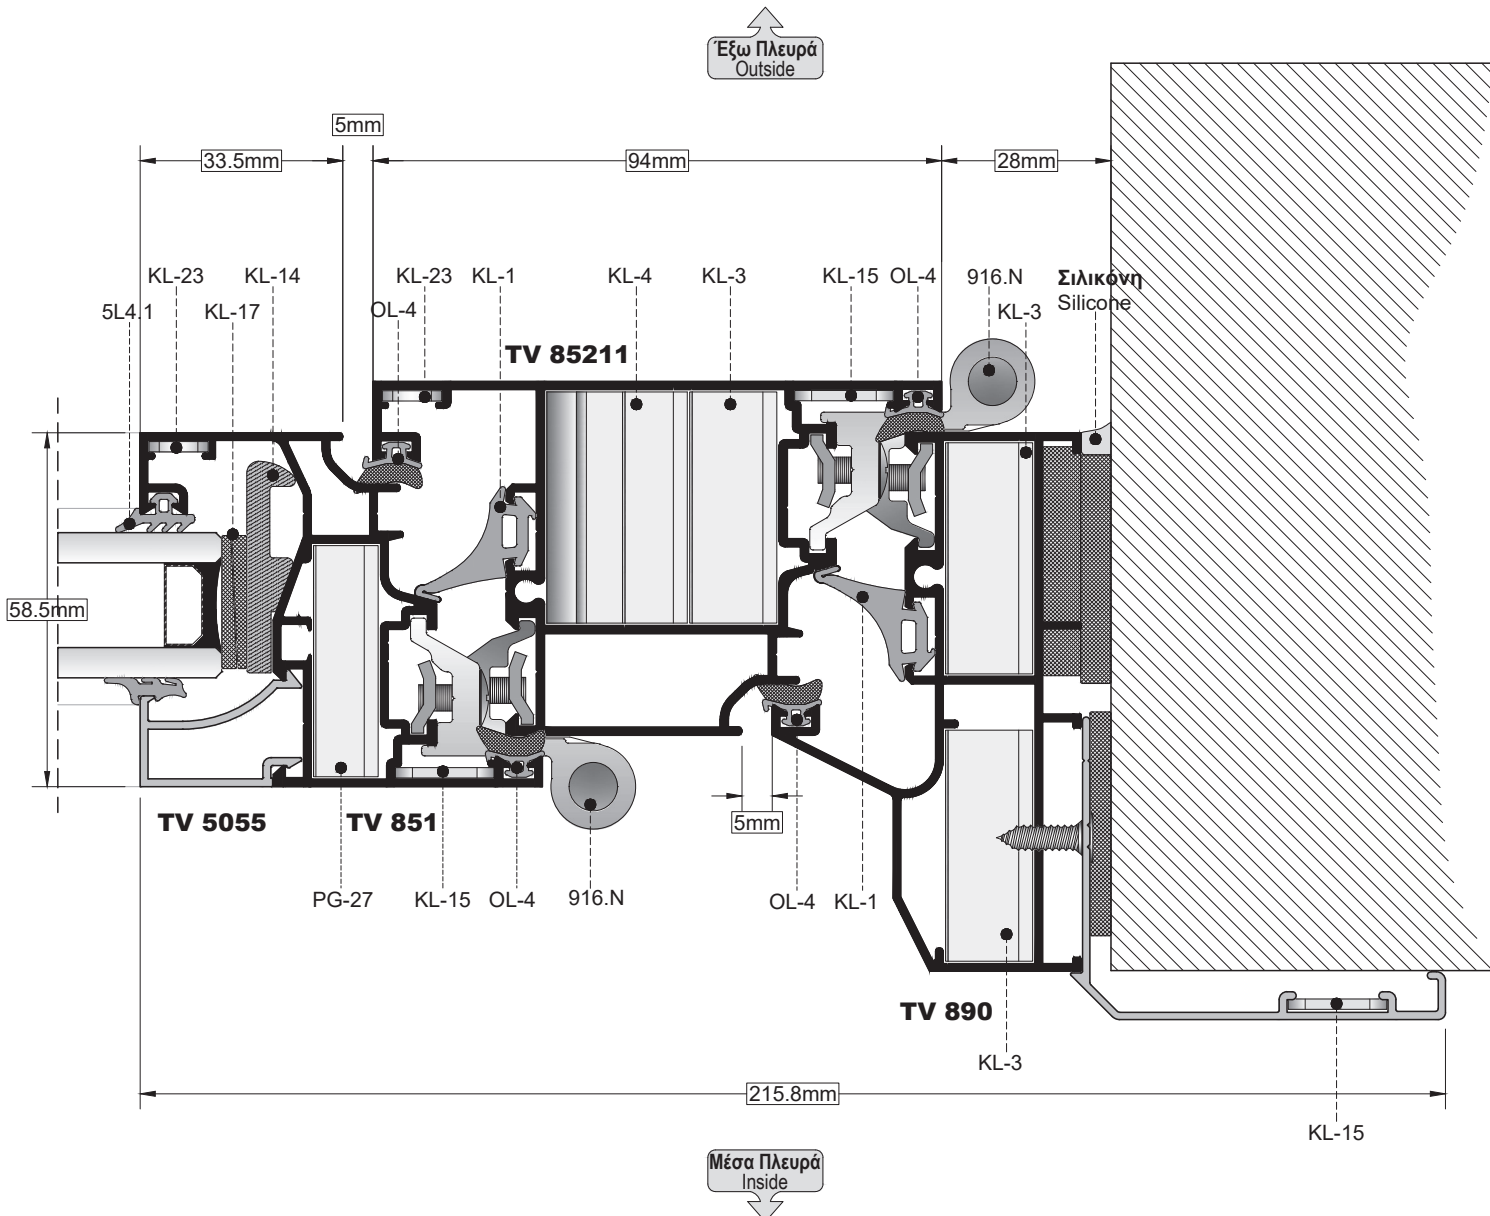 Έξω Πλευρά
Outside
5mm
33.5mm
94mm
28mm
KL-23
KL-14
KL-23
KL-1
KL-4
KL-3
KL-15
OL-4
916.N
Σιλικόνη
Silicone
5L4.1
KL-17
OL-4
KL-3
TV 85211
58.5mm
TV 5055
TV 851
5mm
PG-27
KL-15
OL-4
916.N
OL-4
KL-1
TV 890
KL-3
215.8mm
KL-15
Μέσα Πλευρά
Inside